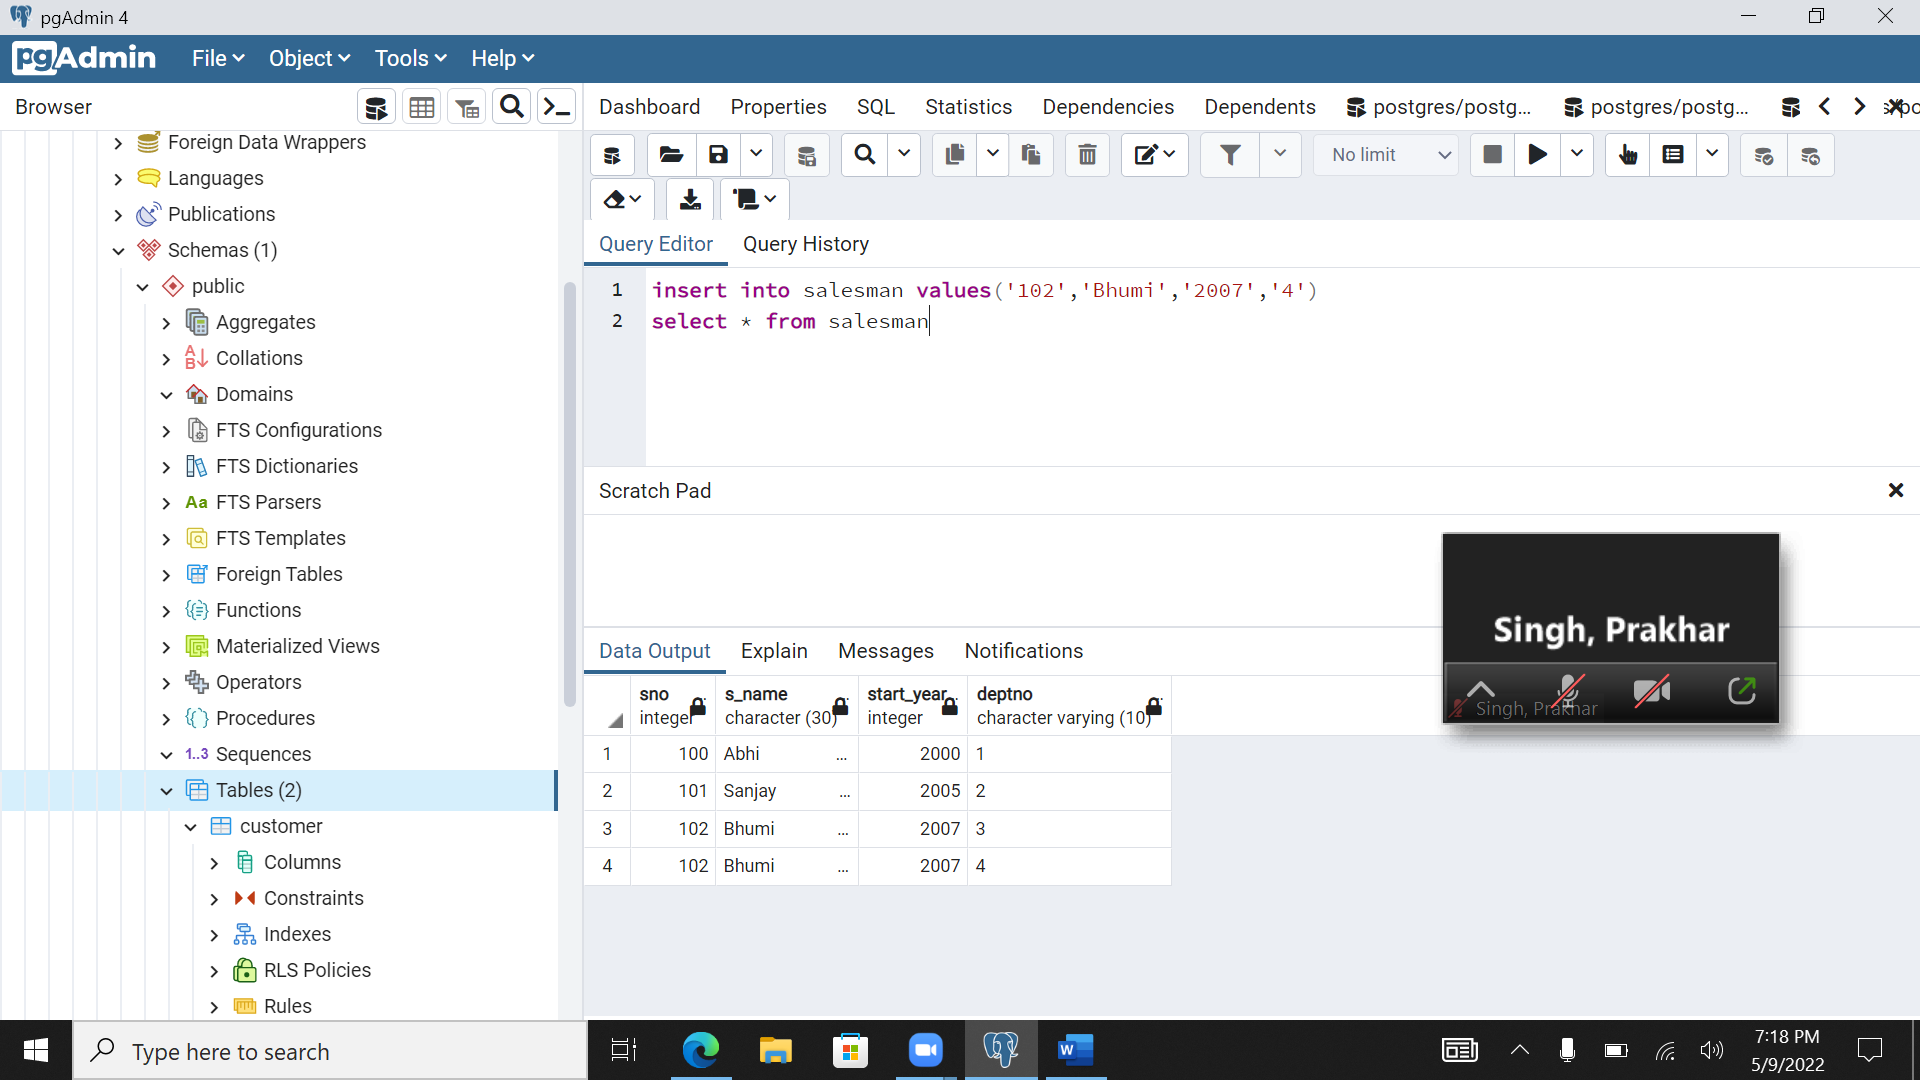 pgAdmin 4
pgAdmin File Object Tools Help
Browser
Dashboard Properties SQL Statistics Dependencies Dependents postgres/postg... postgres/postg...
No limit
Foreign Data Wrappers
Languages
Publications
Schemas (1)
public
Aggregates
Collations
Domains
FTS Configurations
FTS Dictionaries
Aa FTS Parsers
FTS Templates
Foreign Tables
Functions
Materialized Views
Operators
Procedures
1..3 Sequences
Tables (2)
customer
Columns
Constraints
Indexes
RLS Policies
Rules
Query Editor Query History
1 insert into salesman values('102','Bhumi','2007','4')
2 select * from salesman
Scratch Pad
Singh, Prakhar
Singh, Prakhar
Data Output Explain Messages Notifications
sno s_name start_year deptno
integer character (30) integer character varying (10)
1 100 Abhi ... 2000 1
2 101 Sanjay ... 2005 2
3 102 Bhumi ... 2007 3
4 102 Bhumi ... 2007 4
Type here to search
W
7:18 PM
5/9/2022